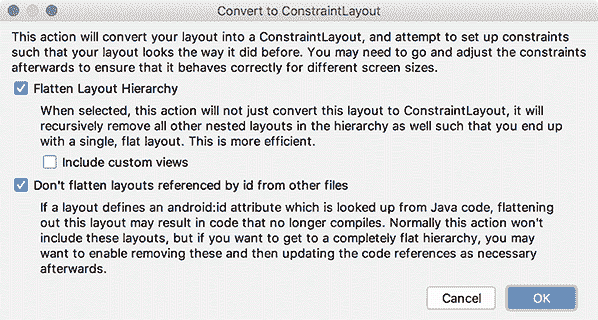 Convert to ConstraintLayout
This action will convert your layout into a ConstraintLayout, and attempt to set up constraints
such that your layout looks the way it did before. You may need to go and adjust the constraints
afterwards to ensure that it behaves correctly for different screen sizes.
Flatten Layout Hierarchy
When selected, this action will not just convert this layout to ConstraintLayout, it will
recursively remove all other nested layouts in the hierarchy as well such that you end up
with a single, flat layout. This is more efficient.
Include custom views
Don't flatten layouts referenced by id from other files
If a layout defines an android:id attribute which is looked up from Java code, flattening
out this layout may result in code that no longer compiles. Normally this action won't
include these layouts, but if you want to get to a completely flat hierarchy, you may
want to enable removing these and then updating the code references as necessary
afterwards.
Cancel OK